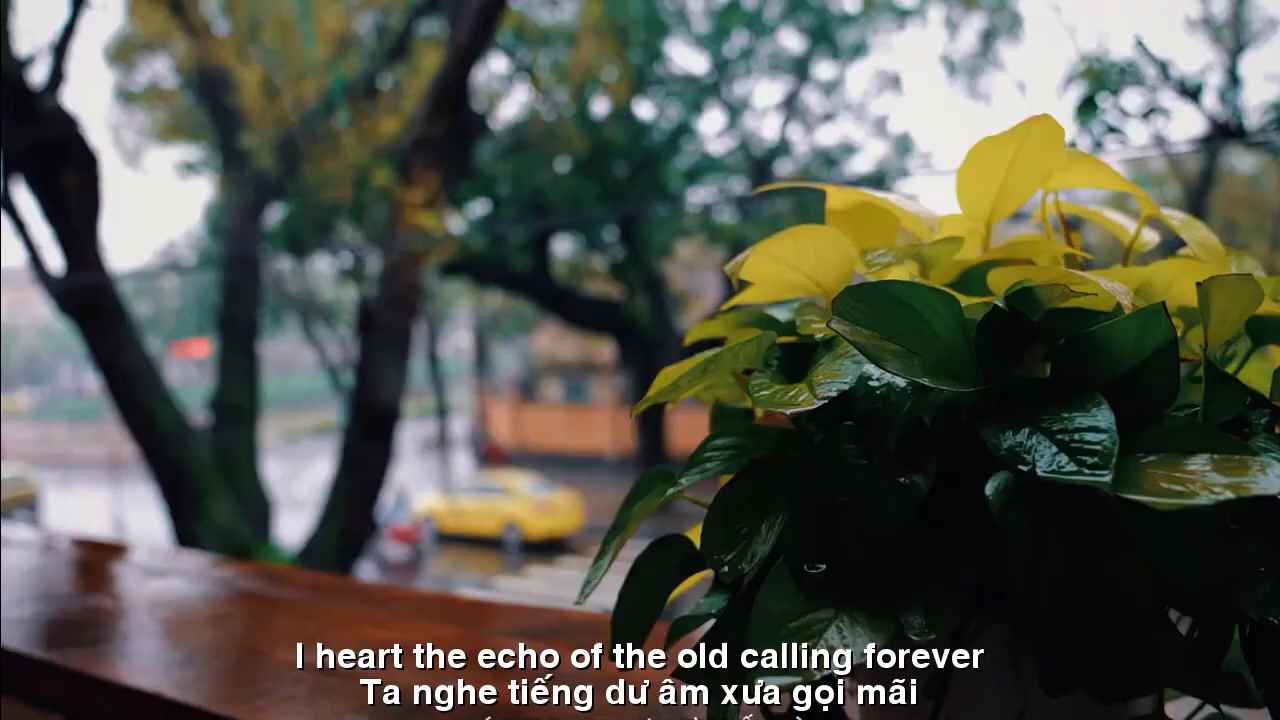 I heart the echo of the old calling forever
Ta nghe tiếng dư âm xưa gọi mãi